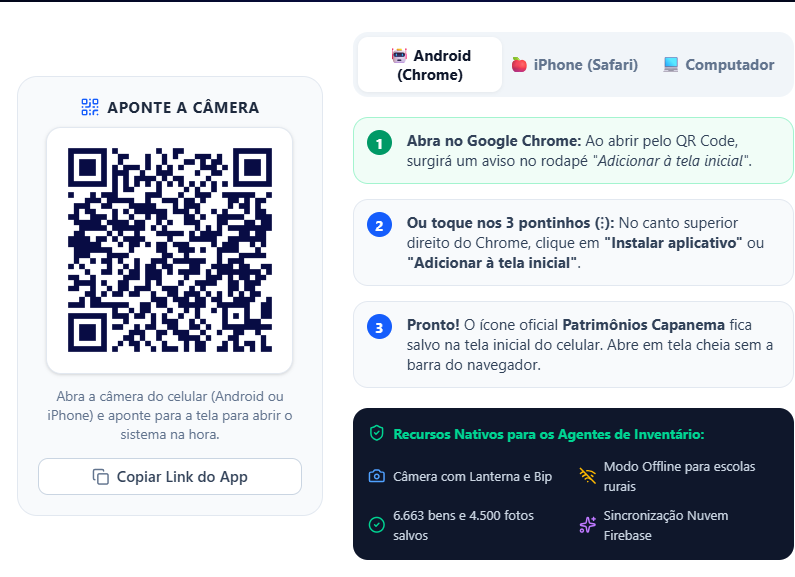 APONTE A CÂMERA
Abra a câmera do celular (Android ou
iPhone) e aponte para a tela para abrir o
sistema na hora.
Copiar Link do App
Android
(Chrome)
iPhone (Safari)
Computador
1
Abra no Google Chrome: Ao abrir pelo QR Code,
surgirá um aviso no rodapé "Adicionar à tela inicial".
2
Ou toque nos 3 pontinhos (⋮): No canto superior
direito do Chrome, clique em "Instalar aplicativo" ou
"Adicionar à tela inicial".
3
Pronto! O ícone oficial Patrimônios Capanema fica
salvo na tela inicial do celular. Abre em tela cheia sem a
barra do navegador.
Recursos Nativos para os Agentes de Inventário:
Câmera com Lanterna e Bip
Modo Offline para escolas
rurais
6.663 bens e 4.500 fotos
salvos
Sincronização Nuvem
Firebase